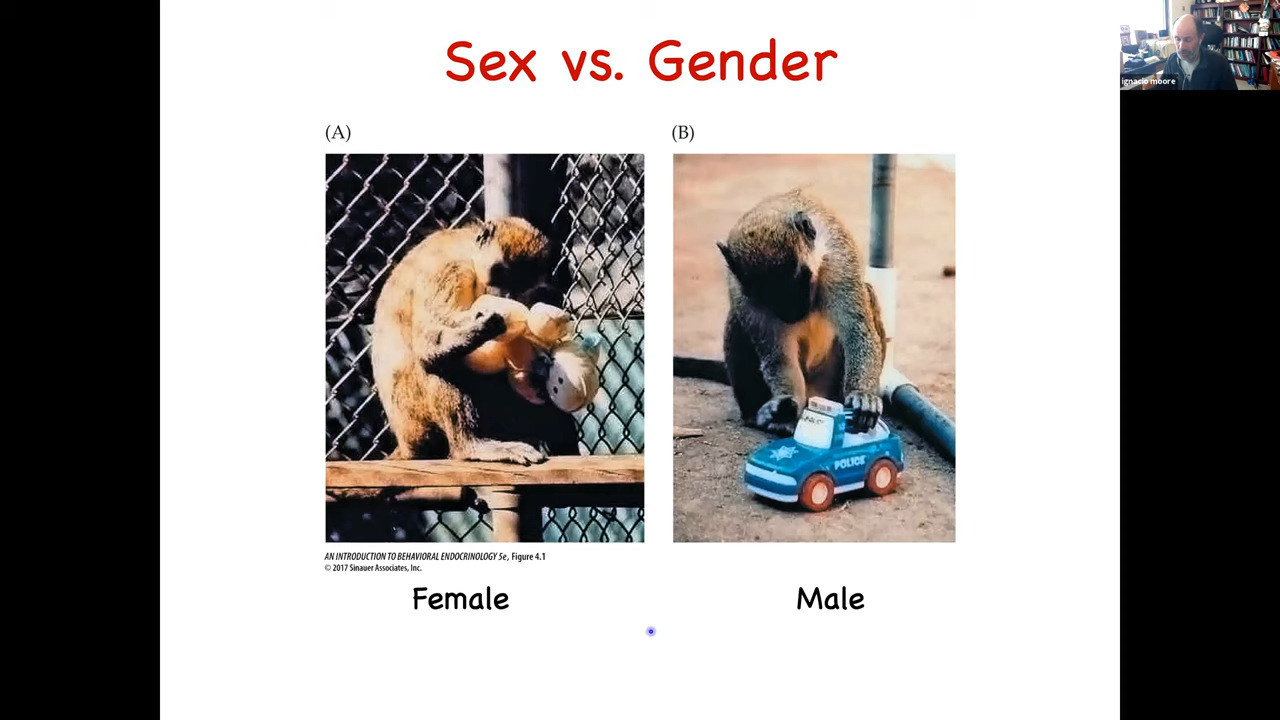 Sex vs. Gender
ignacio moore
(A)
(B)
POLICE
AN INTRODUCTION TO BEHAVIORAL ENDOCRINOLOGY 5e, Figure 4.1
© 2017 Sinauer Associates, Inc.
Female
Male